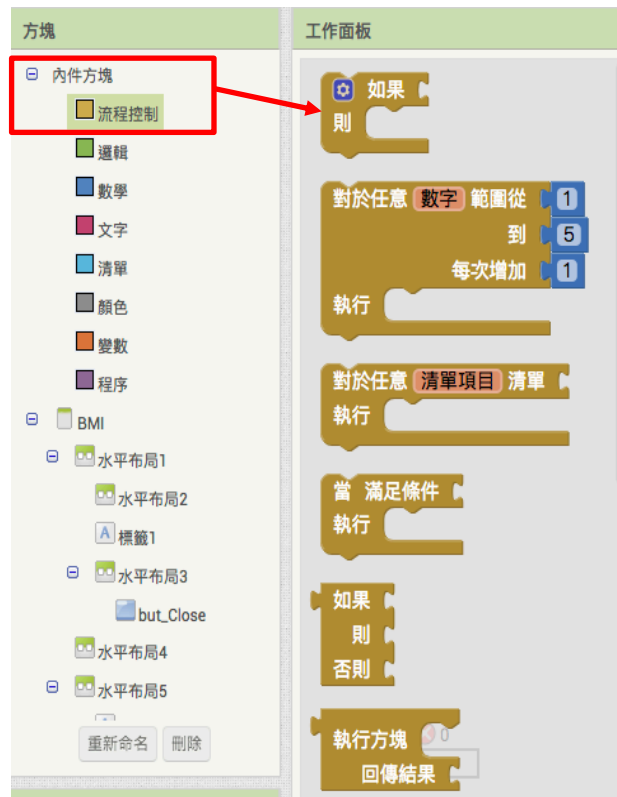 方塊
內件方塊
流程控制
邏輯
數學
文字
清單
顏色
變數
程序
BMI
水平布局1
水平布局2
A 標籤1
水平布局3
but_Close
水平布局4
水平布局5
重新命名 刪除
工作面板
如果
則
對於任意 數字 範圍從 1
到 5
每次增加 1
執行
對於任意 清單項目 清單
執行
當 滿足條件
執行
如果
則
否則
執行方塊 0
回傳結果